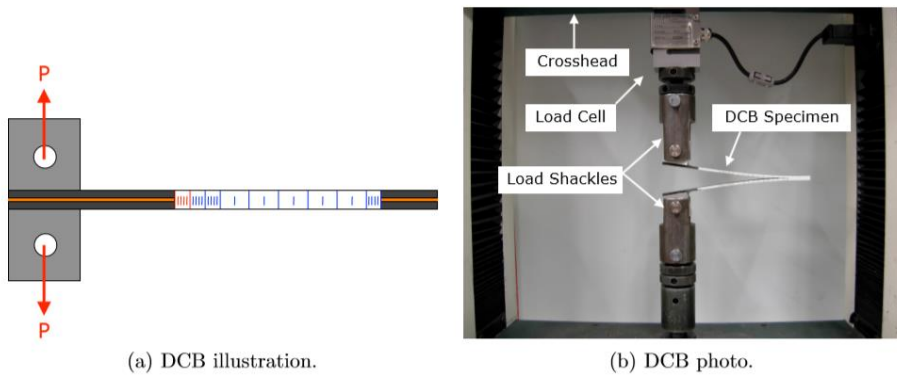 P
P
(a) DCB illustration.
Crosshead
Load Cell
DCB Specimen
Load Shackles
(b) DCB photo.